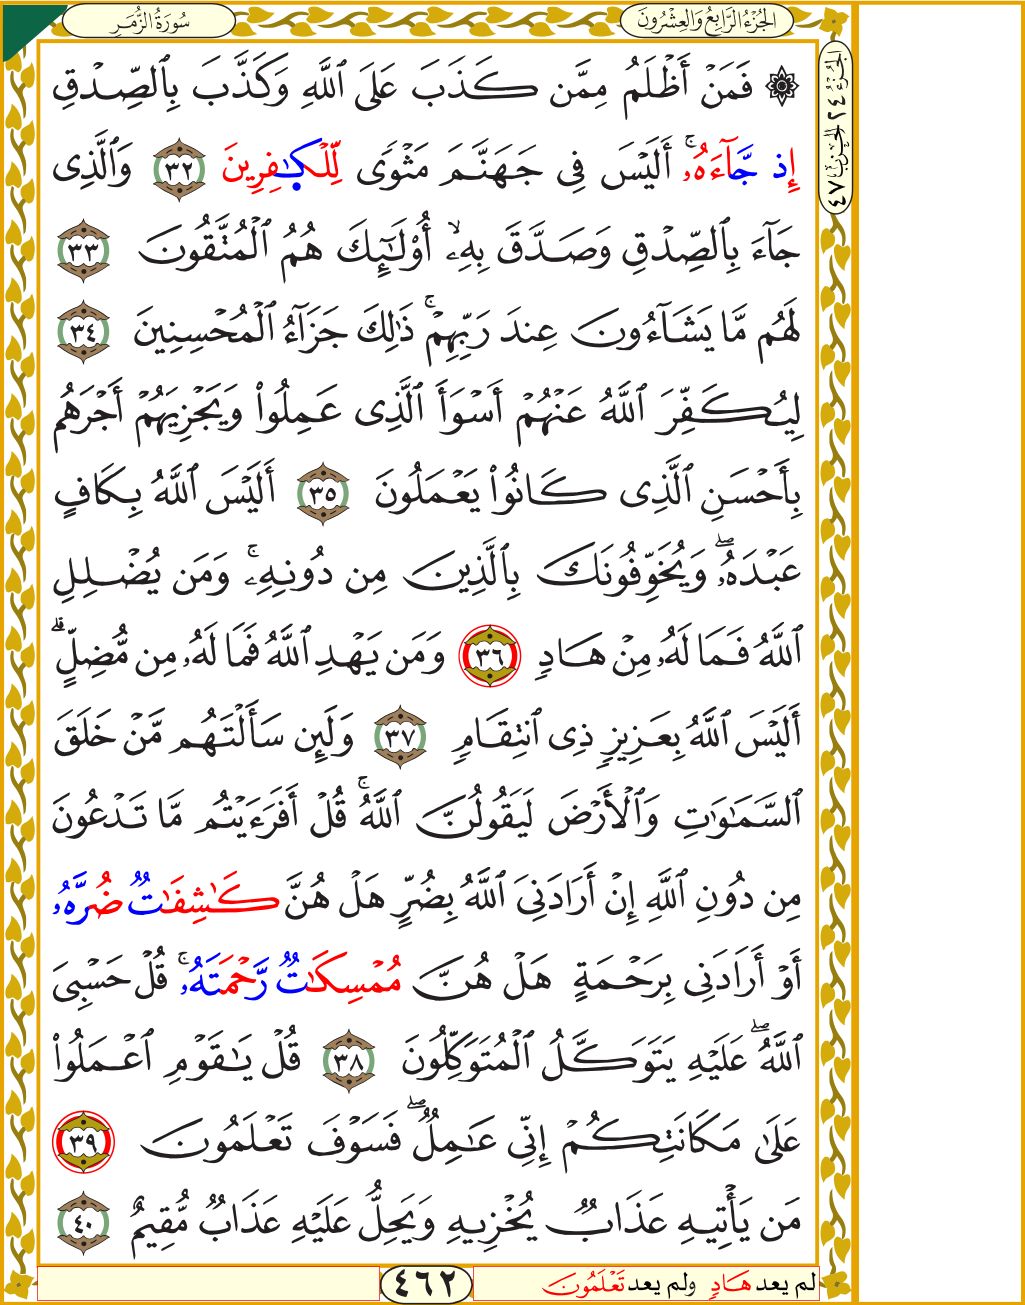 سُورَةُ الزُّمَرِ
الجُزْءُ الرَّابِعُ وَالعِشْرُونَ
الجزء ٢٤ الحزب ٤٧
۞ فَمَنۡ أَظۡلَمُ مِمَّن كَذَبَ عَلَى ٱللَّهِ وَكَذَّبَ بِٱلصِّدۡقِ
إِذ جَّآءَهُۥٓۚ أَلَيۡسَ فِى جَهَنَّمَ مَثۡوٗى لِّلۡكَٰفِرِينَ ٣٢ وَٱلَّذِى
جَآءَ بِٱلصِّدۡقِ وَصَدَّقَ بِهِۦٓۙ أُوْلَٰٓئِكَ هُمُ ٱلۡمُتَّقُونَ ٣٣
لَهُم مَّا يَشَآءُونَ عِندَ رَبِّهِمۡۚ ذَٰلِكَ جَزَآءُ ٱلۡمُحۡسِنِينَ ٣٤
لِيُكَفِّرَ ٱللَّهُ عَنۡهُمۡ أَسۡوَأَ ٱلَّذِى عَمِلُواْ وَيَجۡزِيَهُمۡ أَجۡرَهُم
بِأَحۡسَنِ ٱلَّذِى كَانُواْ يَعۡمَلُونَ ٣٥ أَلَيۡسَ ٱللَّهُ بِكَافٍ
عَبۡدَهُۥۖ وَيُخَوِّفُونَكَ بِٱلَّذِينَ مِن دُونِهِۦۚ وَمَن يُضۡلِلِ
ٱللَّهُ فَمَا لَهُۥ مِنۡ هَادٖ ٣٦ وَمَن يَهۡدِ ٱللَّهُ فَمَا لَهُۥ مِن مُّضِلٍّۗ
أَلَيۡسَ ٱللَّهُ بِعَزِيزٖ ذِى ٱنتِقَامٖ ٣٧ وَلَئِن سَأَلۡتَهُم مَّنۡ خَلَقَ
ٱلسَّمَٰوَٰتِ وَٱلۡأَرۡضَ لَيَقُولُنَّ ٱللَّهُۚ قُلۡ أَفَرَءَيۡتُم مَّا تَدۡعُونَ
مِن دُونِ ٱللَّهِ إِنۡ أَرَادَنِىَ ٱللَّهُ بِضُرٍّ هَلۡ هُنَّ كَٰشِفَٰتٌ ضُرَّهُۥ
أَوۡ أَرَادَنِى بِرَحۡمَةٍ هَلۡ هُنَّ مُمۡسِكَٰتٌ رَّحۡمَتَهُۥۚ قُلۡ حَسۡبِىَ
ٱللَّهُۖ عَلَيۡهِ يَتَوَكَّلُ ٱلۡمُتَوَكِّلُونَ ٣٨ قُلۡ يَٰقَوۡمِ ٱعۡمَلُواْ
عَلَىٰ مَكَانَتِكُمۡ إِنِّى عَٰمِلٞۖ فَسَوۡفَ تَعۡلَمُونَ ٣٩
مَن يَأۡتِيهِ عَذَابٞ يُخۡزِيهِ وَيَحِلُّ عَلَيۡهِ عَذَابٞ مُّقِيمٌ ٤٠
لم يعد هَادٖ ولم يعد تَعۡلَمُونَ
٤٦٢